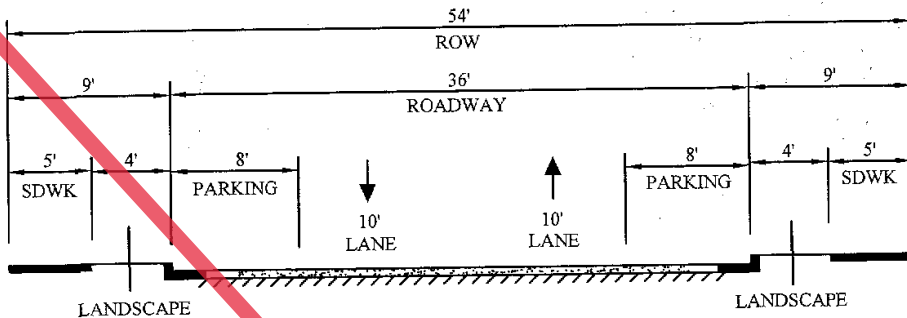 54'
ROW
9' 36' 9'
ROADWAY
5' 4' 8' 8' 4' 5'
SDWK PARKING PARKING SDWK
10' 10'
LANE LANE
LANDSCAPE LANDSCAPE